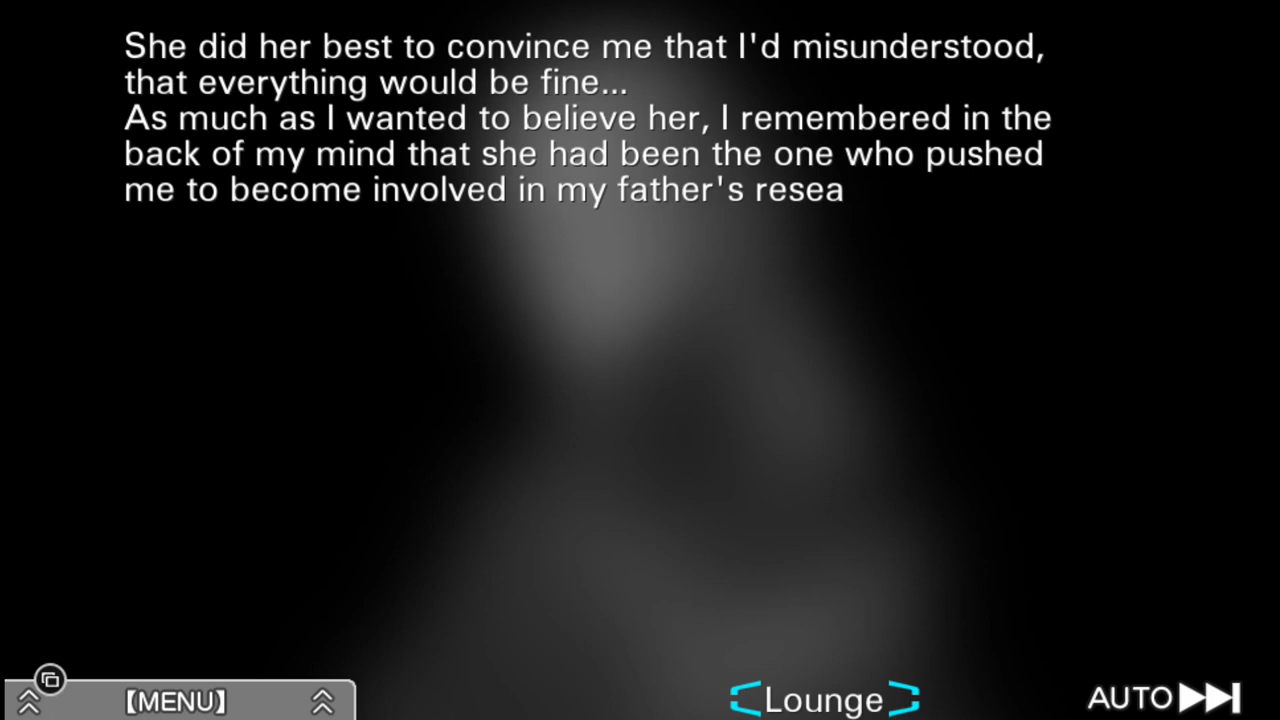 She did her best to convince me that I'd misunderstood,
that everything would be fine...
As much as I wanted to believe her, I remembered in the
back of my mind that she had been the one who pushed
me to become involved in my father's resea
【MENU】
Lounge
AUTO